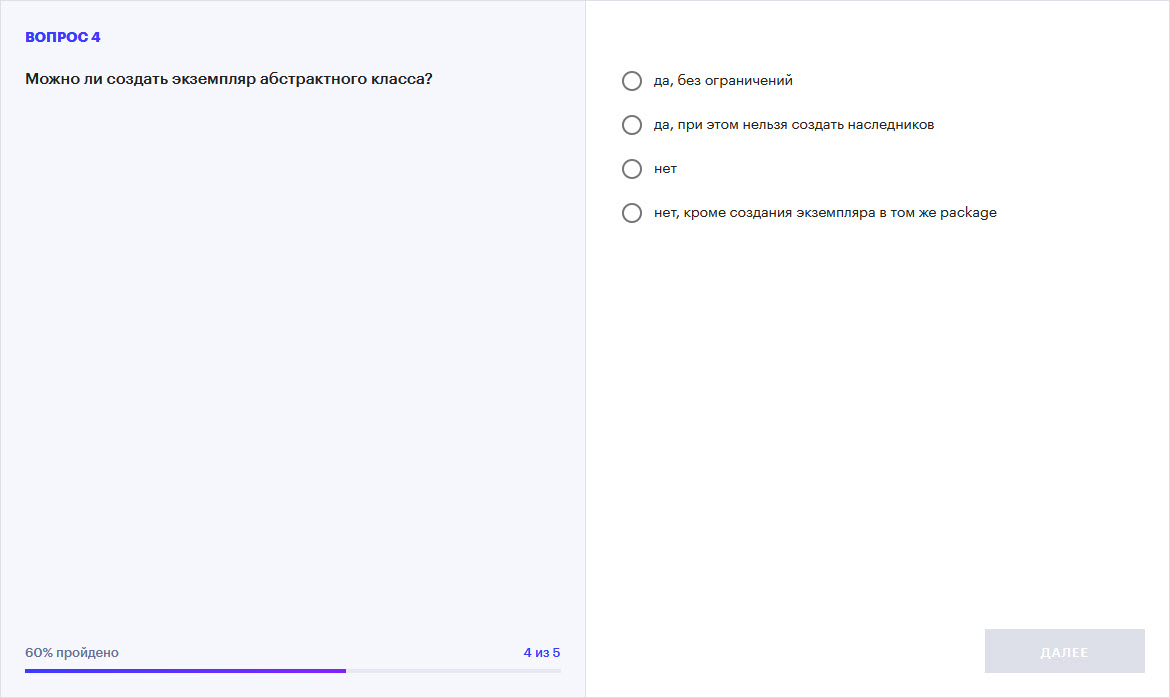 ВОПРОС 4
Можно ли создать экземпляр абстрактного класса?
да, без ограничений
да, при этом нельзя создать наследников
нет
нет, кроме создания экземпляра в том же package
60% пройдено
4 из 5
ДАЛЕЕ